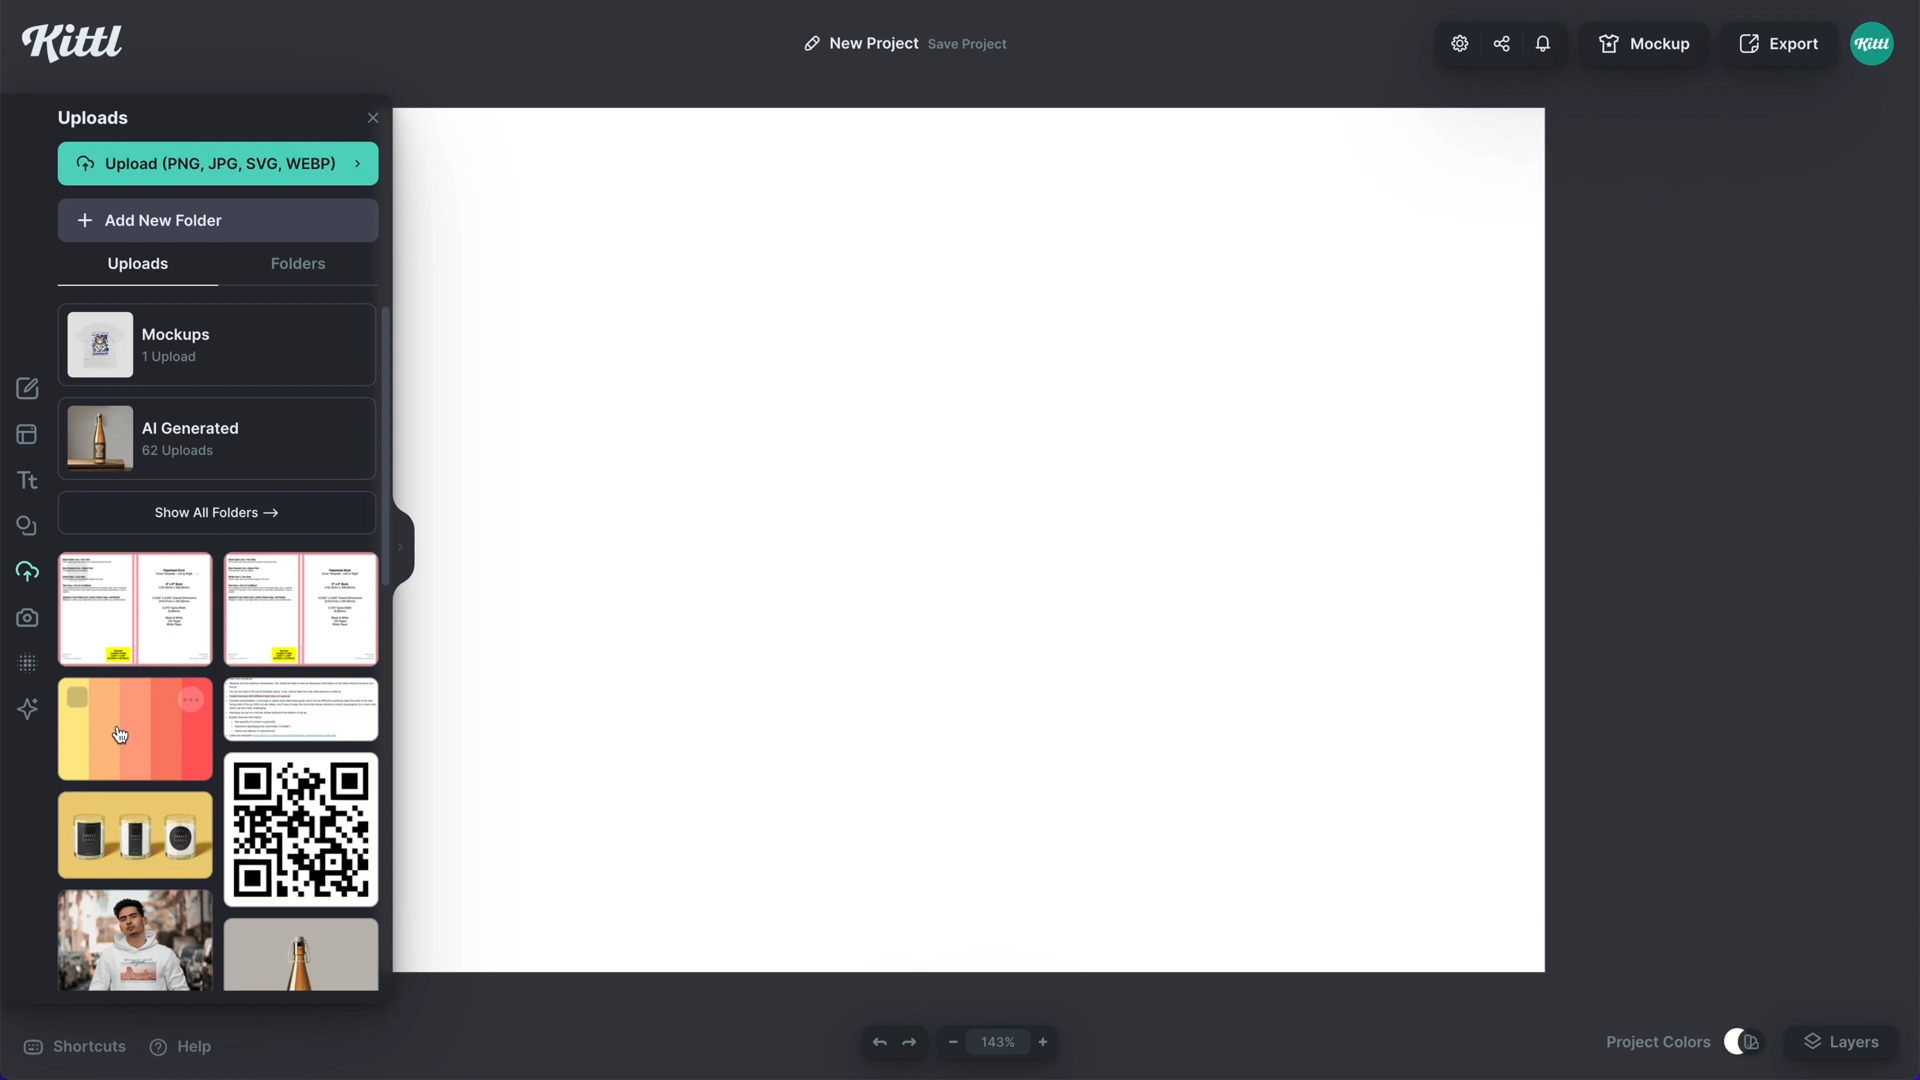 Kittl
New Project Save Project
Mockup
Export
Kittl
Uploads
Upload (PNG, JPG, SVG, WEBP)
Add New Folder
Uploads Folders
Mockups
1 Upload
AI Generated
62 Uploads
Show All Folders →
Tt
Shortcuts
Help
143%
Project Colors
Layers